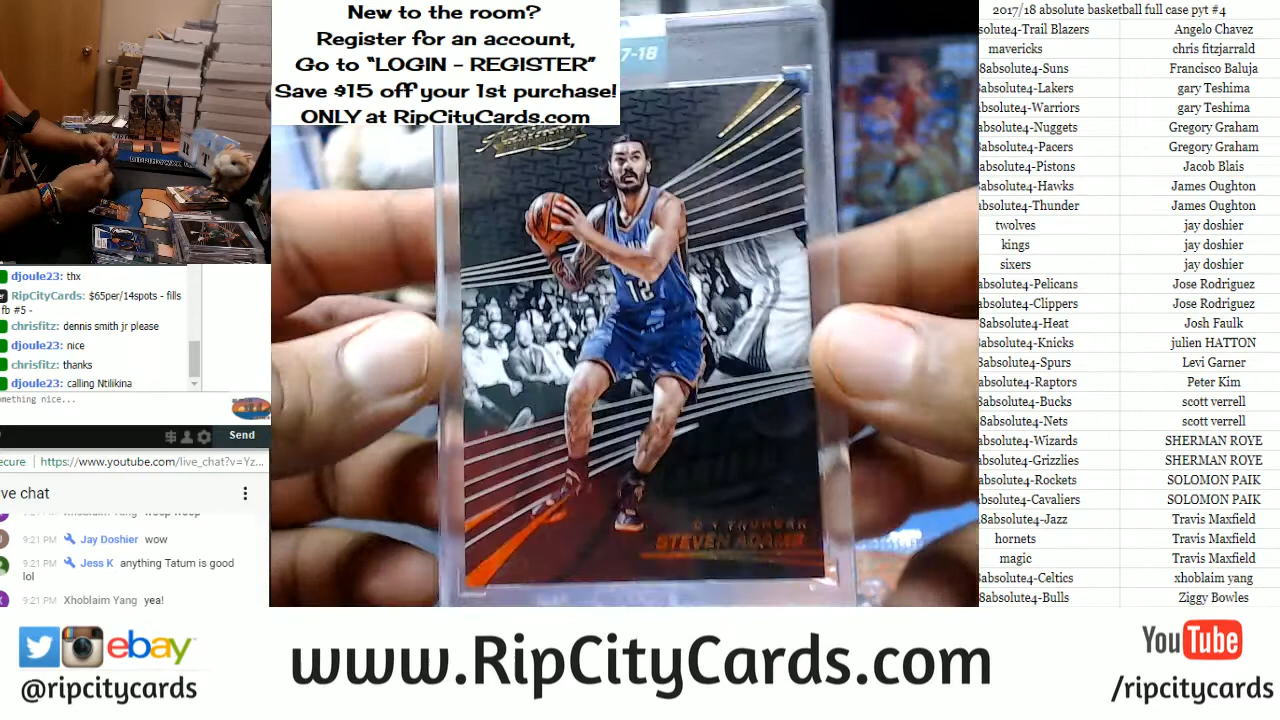 New to the room?
Register for an account,
Go to “LOGIN - REGISTER”
Save $15 off your 1st purchase!
ONLY at RipCityCards.com
7-18
12
STEVEN ADAMS
djoule23: thx
RipCityCards: $65per/14spots - fills
fb #5 -
chrisfitz: dennis smith jr please
djoule23: nice
chrisfitz: thanks
djoule23: calling Ntilikina
mething nice...
Send
ecure | https://www.youtube.com/live_chat?v=Yz...
ve chat
Jay Doshier wow
9:21 PM
9:21 PM Jess K anything Tatum is good
lol
9:21 PM Xhoblaim Yang yea!
2017/18 absolute basketball full case pyt #4
solute4-Trail Blazers Angelo Chavez
mavericks chris fitzjarrald
8absolute4-Suns Francisco Baluja
absolute4-Lakers gary Teshima
bsolute4-Warriors gary Teshima
absolute4-Nuggets Gregory Graham
absolute4-Pacers Gregory Graham
absolute4-Pistons Jacob Blais
absolute4-Hawks James Oughton
bsolute4-Thunder James Oughton
twolves jay doshier
kings jay doshier
sixers jay doshier
absolute4-Pelicans Jose Rodriguez
absolute4-Clippers Jose Rodriguez
8absolute4-Heat Josh Faulk
absolute4-Knicks julien HATTON
8absolute4-Spurs Levi Garner
absolute4-Raptors Peter Kim
absolute4-Bucks scott verrell
8absolute4-Nets scott verrell
absolute4-Wizards SHERMAN ROYE
bsolute4-Grizzlies SHERMAN ROYE
absolute4-Rockets SOLOMON PAIK
solute4-Cavaliers SOLOMON PAIK
8absolute4-Jazz Travis Maxfield
hornets Travis Maxfield
magic Travis Maxfield
absolute4-Celtics xhoblaim yang
8absolute4-Bulls Ziggy Bowles
ebay
@ripcitycards
www.RipCityCards.com
YouTube
/ripcitycards